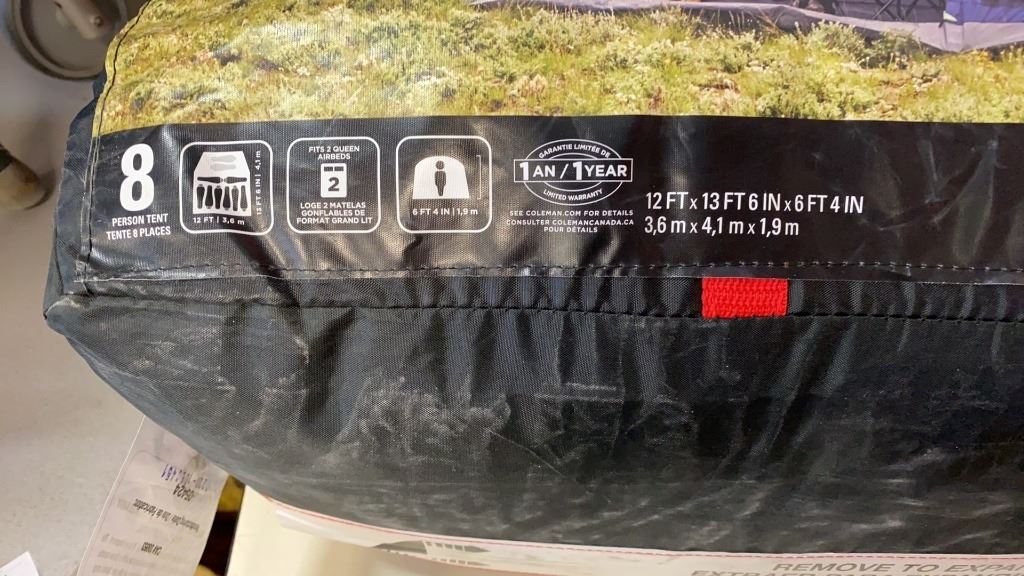 8
PERSON TENT
TENTE 8 PLACES
12 FT | 3,6 m
13 FT 6 IN | 4,1 m
FITS 2 QUEEN
AIRBEDS
2
LOGE 2 MATELAS
GONFLABLES DE
FORMAT GRAND LIT
6 FT 4 IN | 1,9 m
GARANTIE LIMITÉE DE
1 AN / 1 YEAR
LIMITED WARRANTY
SEE COLEMAN.COM FOR DETAILS
CONSULTER COLEMANCANADA.CA
POUR DÉTAILS
12 FT x 13 FT 6 IN x 6 FT 4 IN
3,6 m x 4,1 m x 1,9 m
REMOVE TO EXPA